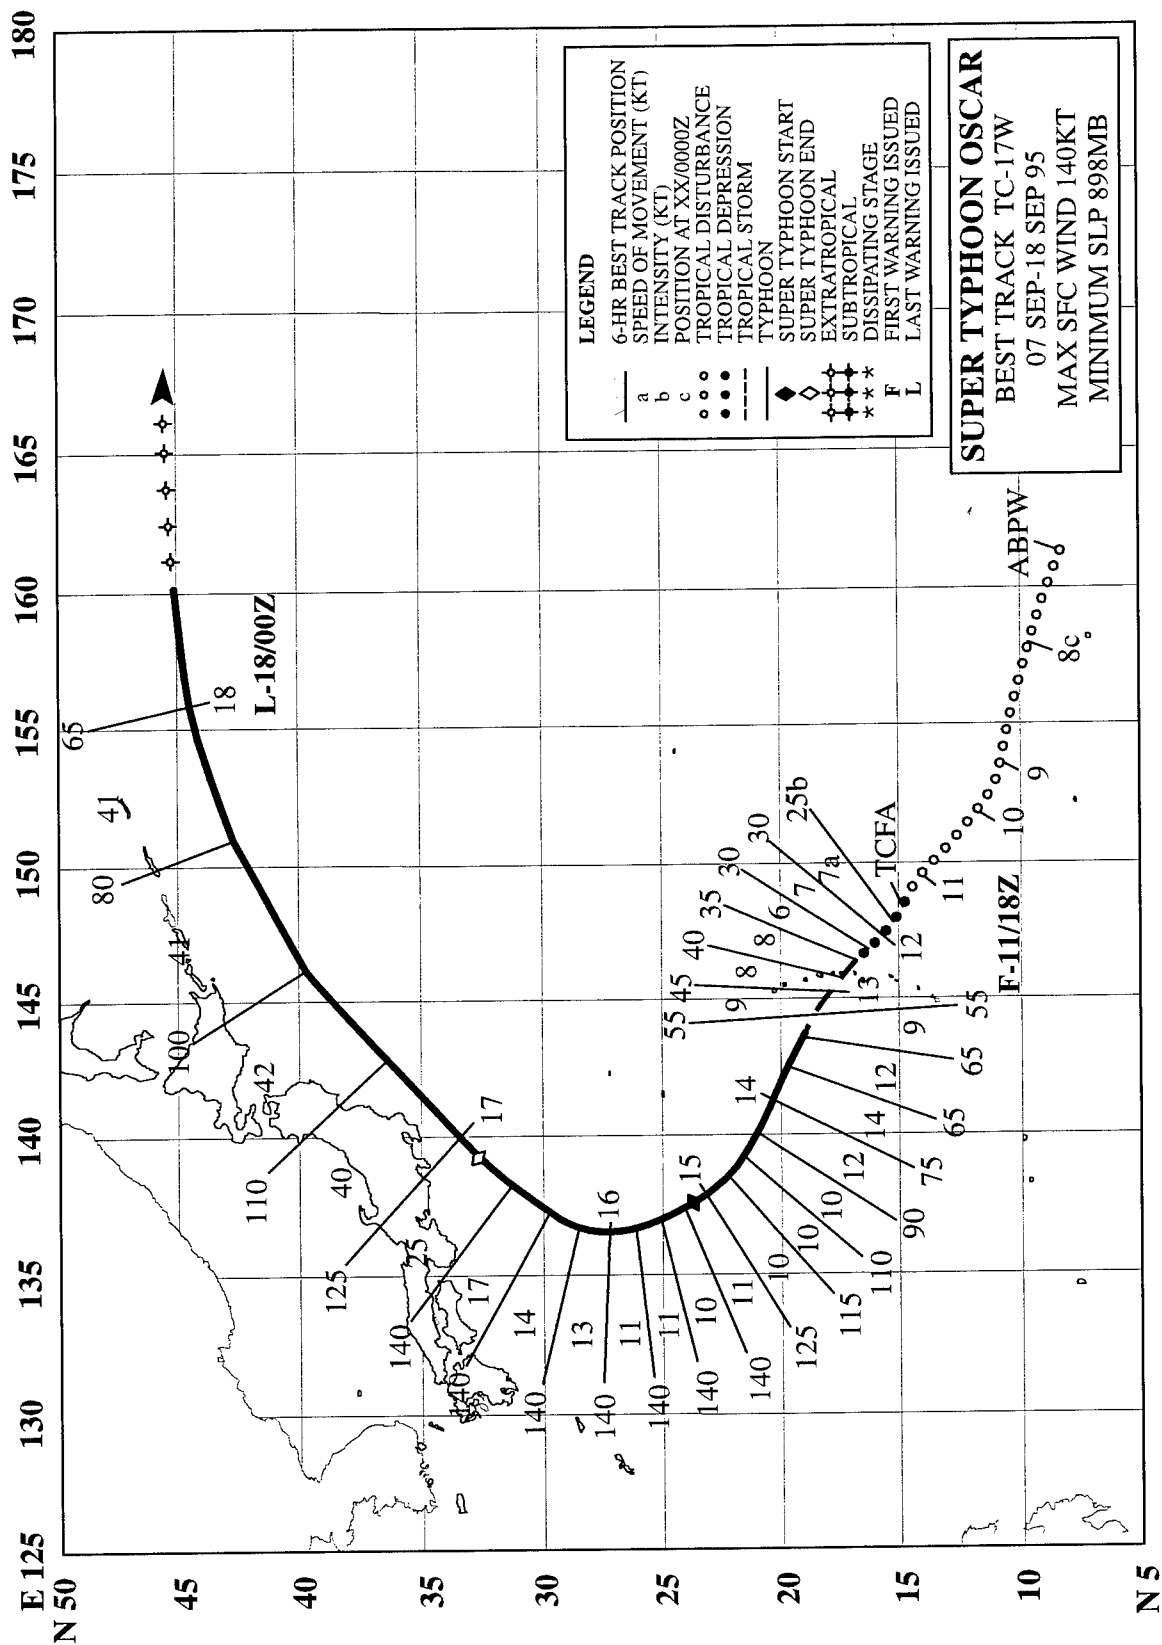 E 125 130 135 140 145 150 155 160 165 170 175 180
N 50
45
40
35
30
25
20
15
10
N 5
LEGEND
6-HR BEST TRACK POSITION
a SPEED OF MOVEMENT (KT)
b INTENSITY (KT)
c POSITION AT XX/0000Z
TROPICAL DISTURBANCE
TROPICAL DEPRESSION
TROPICAL STORM
TYPHOON
SUPER TYPHOON START
SUPER TYPHOON END
EXTRATROPICAL
SUBTROPICAL
*** DISSIPATING STAGE
F FIRST WARNING ISSUED
L LAST WARNING ISSUED
SUPER TYPHOON OSCAR
BEST TRACK TC-17W
07 SEP-18 SEP 95
MAX SFC WIND 140KT
MINIMUM SLP 898MB
65
18
L-18/00Z
41
80
41
100
42
110
40
17
125
25
140
17
140
14
140
13
16
140
11
140
11
140
10
140
11
15
125
10
115
10
110
10
90
12
75
14
14
65
12
65
9
55
55
9
45
13
8
40
8
35
6
30
12
7
30
7a
25b
TCFA
F-11/18Z
11
10
9
8c
ABPW